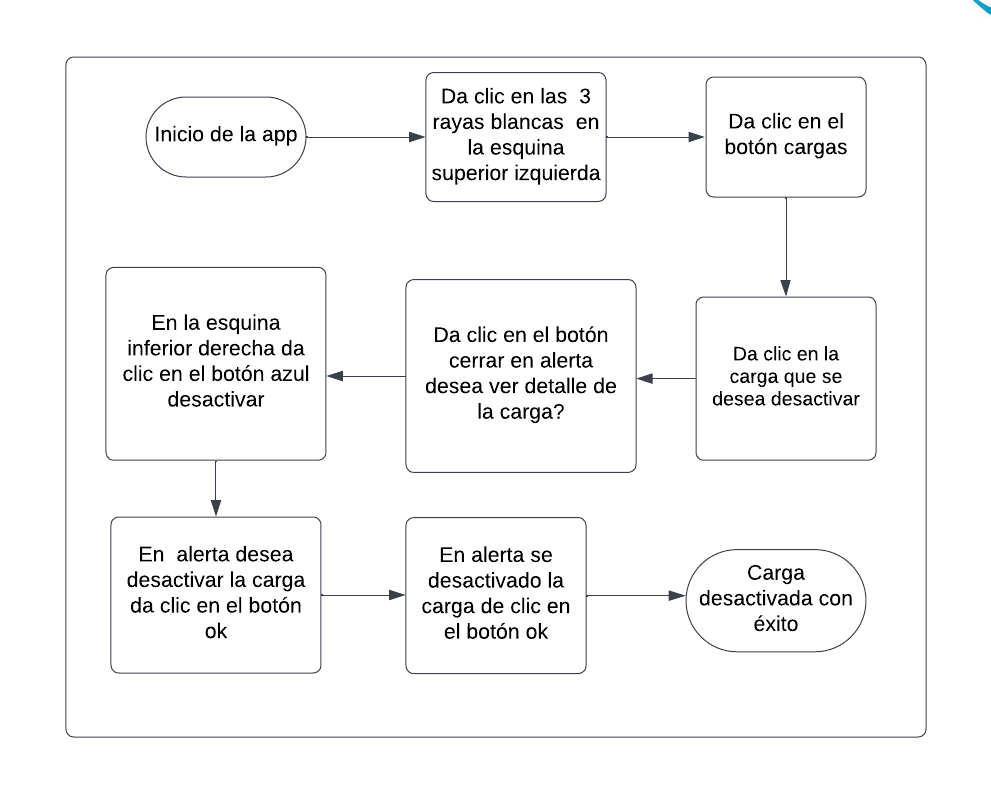 Inicio de la app
Da clic en las  3
rayas blancas  en
la esquina
superior izquierda
Da clic en el
botón cargas
Da clic en la
carga que se
desea desactivar
Da clic en el botón
cerrar en alerta
desea ver detalle de
la carga?
En la esquina
inferior derecha da
clic en el botón azul
desactivar
En  alerta desea
desactivar la carga
da clic en el botón
ok
En alerta se
desactivado la
carga de clic en
el botón ok
Carga
desactivada con
éxito